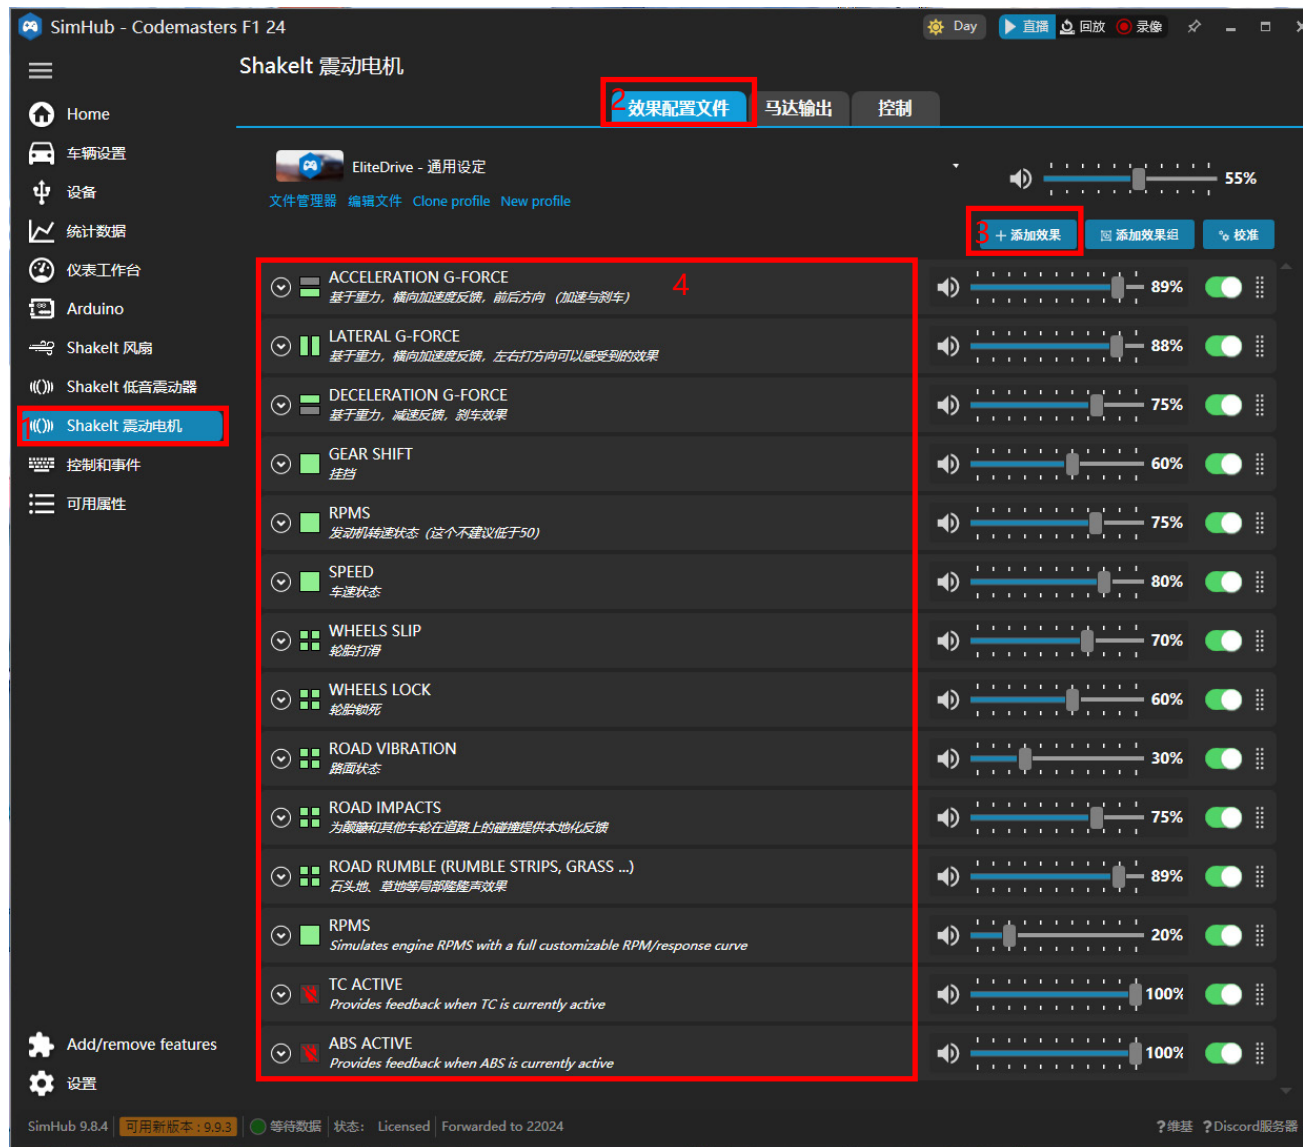 SimHub - Codemasters F1 24
Day
直播
回放
录像
ShakeIt 震动电机
2
效果配置文件
马达输出
控制
Home
车辆设置
设备
统计数据
仪表工作台
Arduino
ShakeIt 风扇
ShakeIt 低音震动器
1
ShakeIt 震动电机
控制和事件
可用属性
EliteDrive - 通用设定
55%
文件管理器 编辑文件 Clone profile New profile
3
+ 添加效果
添加效果组
校准
4
ACCELERATION G-FORCE
基于重力，横向加速度反馈，前后方向 （加速与刹车）
89%
LATERAL G-FORCE
基于重力，横向加速度反馈，左右打方向可以感受到的效果
88%
DECELERATION G-FORCE
基于重力，减速反馈，刹车效果
75%
GEAR SHIFT
挂挡
60%
RPMS
发动机转速状态（这个不建议低于50）
75%
SPEED
车速状态
80%
WHEELS SLIP
轮胎打滑
70%
WHEELS LOCK
轮胎锁死
60%
ROAD VIBRATION
路面状态
30%
ROAD IMPACTS
为颠簸和其他车轮在道路上的碰撞提供本地化反馈
75%
ROAD RUMBLE (RUMBLE STRIPS, GRASS ...)
石头地、草地等局部隆隆声效果
89%
RPMS
Simulates engine RPMS with a full customizable RPM/response curve
20%
TC ACTIVE
Provides feedback when TC is currently active
100%
ABS ACTIVE
Provides feedback when ABS is currently active
100%
Add/remove features
设置
SimHub 9.8.4
可用新版本：9.9.3
等待数据
状态： Licensed
Forwarded to 22024
?维基
?Discord服务器